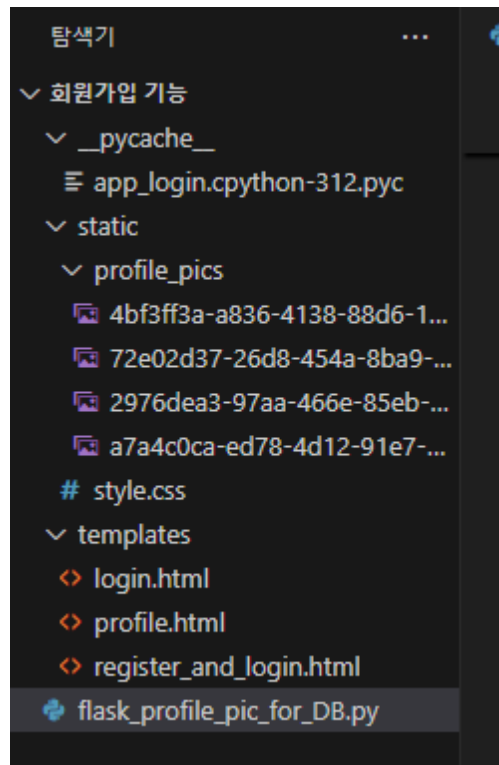 탐색기 ...
회원가입 기능
__pycache__
app_login.cpython-312.pyc
static
profile_pics
4bf3ff3a-a836-4138-88d6-1...
72e02d37-26d8-454a-8ba9-...
2976dea3-97aa-466e-85eb-...
a7a4c0ca-ed78-4d12-91e7-...
# style.css
templates
<> login.html
<> profile.html
<> register_and_login.html
flask_profile_pic_for_DB.py